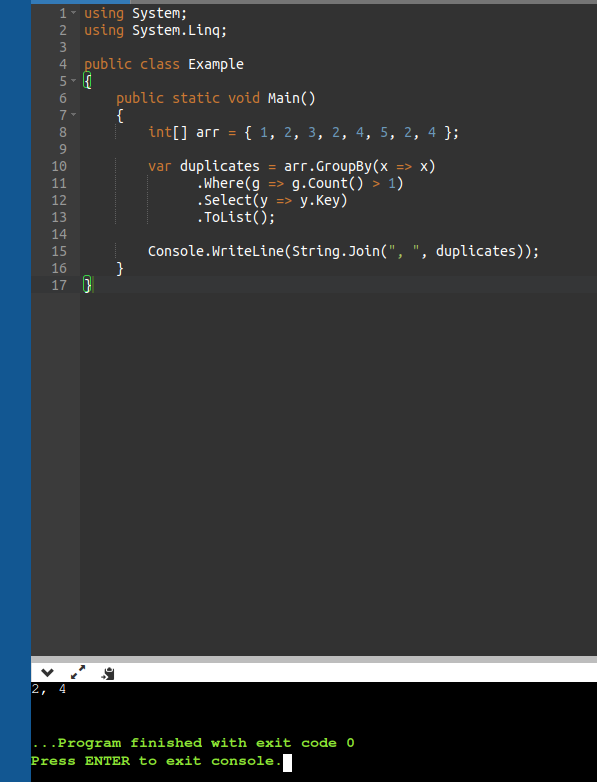 1 using System;
2 using System.Linq;
3
4 public class Example
5 {
6     public static void Main()
7     {
8         int[] arr = { 1, 2, 3, 2, 4, 5, 2, 4 };
9
10         var duplicates = arr.GroupBy(x => x)
11               .Where(g => g.Count() > 1)
12               .Select(y => y.Key)
13               .ToList();
14
15         Console.WriteLine(String.Join(", ", duplicates));
16     }
17 }
2, 4
...Program finished with exit code 0
Press ENTER to exit console.